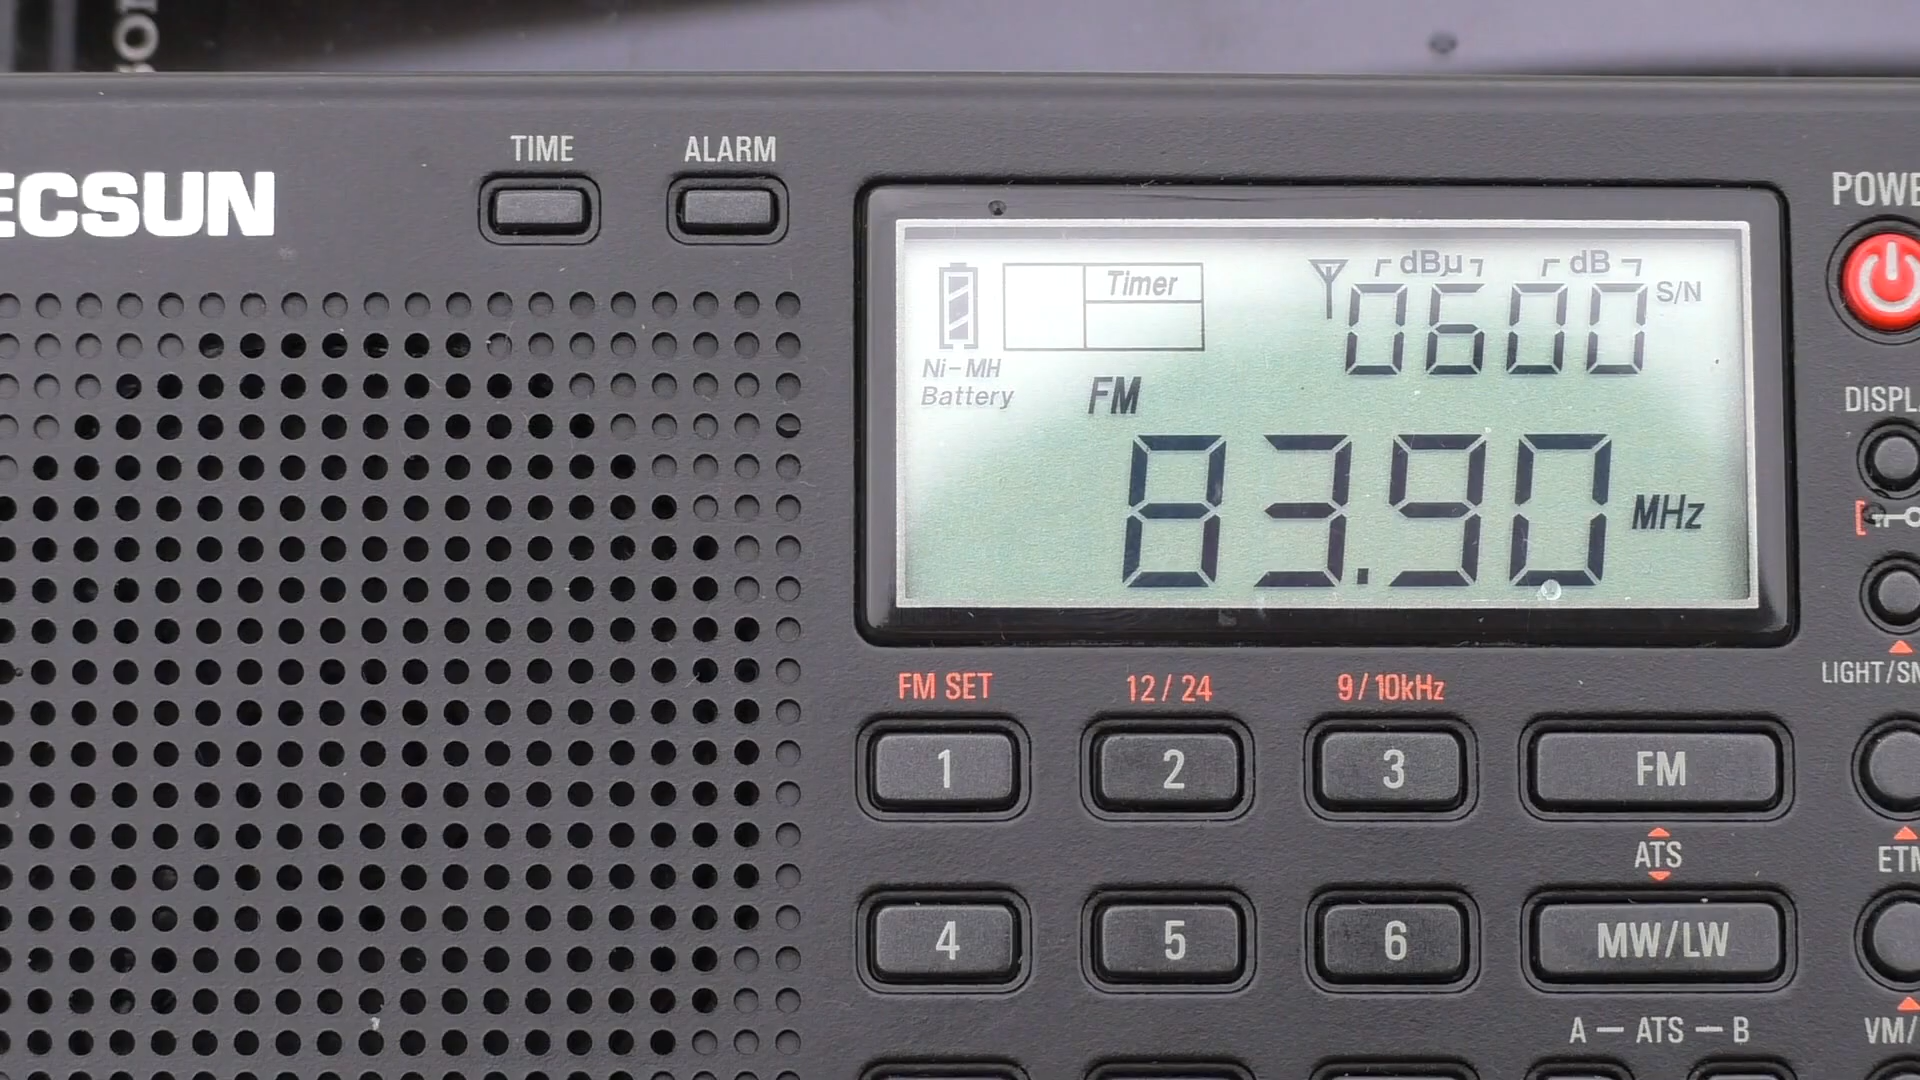 TIME ALARM
ECSUN
POWE
Timer dBµ dB
0600 S/N
Ni-MH
Battery
FM
83.90 MHz
DISPL
LIGHT/SN
FM SET 12/24 9/10kHz
1 2 3 FM
ATS
ETM
4 5 6 MW/LW
A — ATS — B
VM/